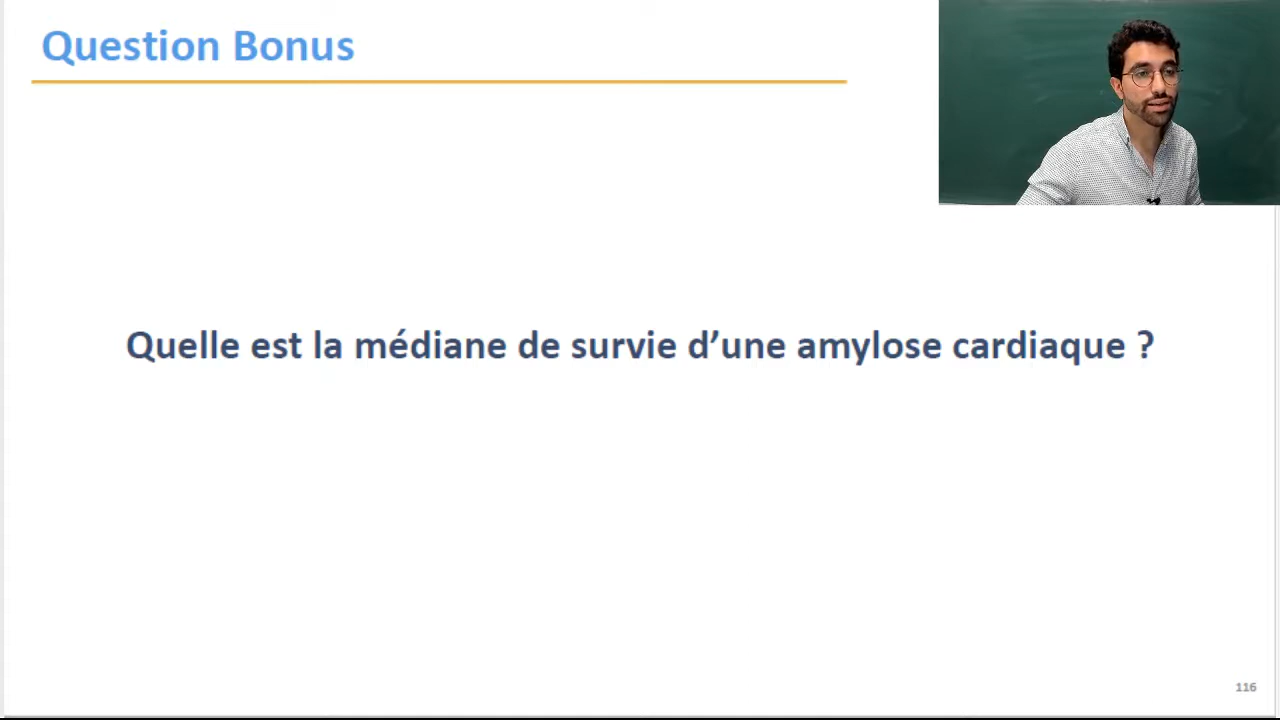 Question Bonus
Quelle est la médiane de survie d’une amylose cardiaque ?
116